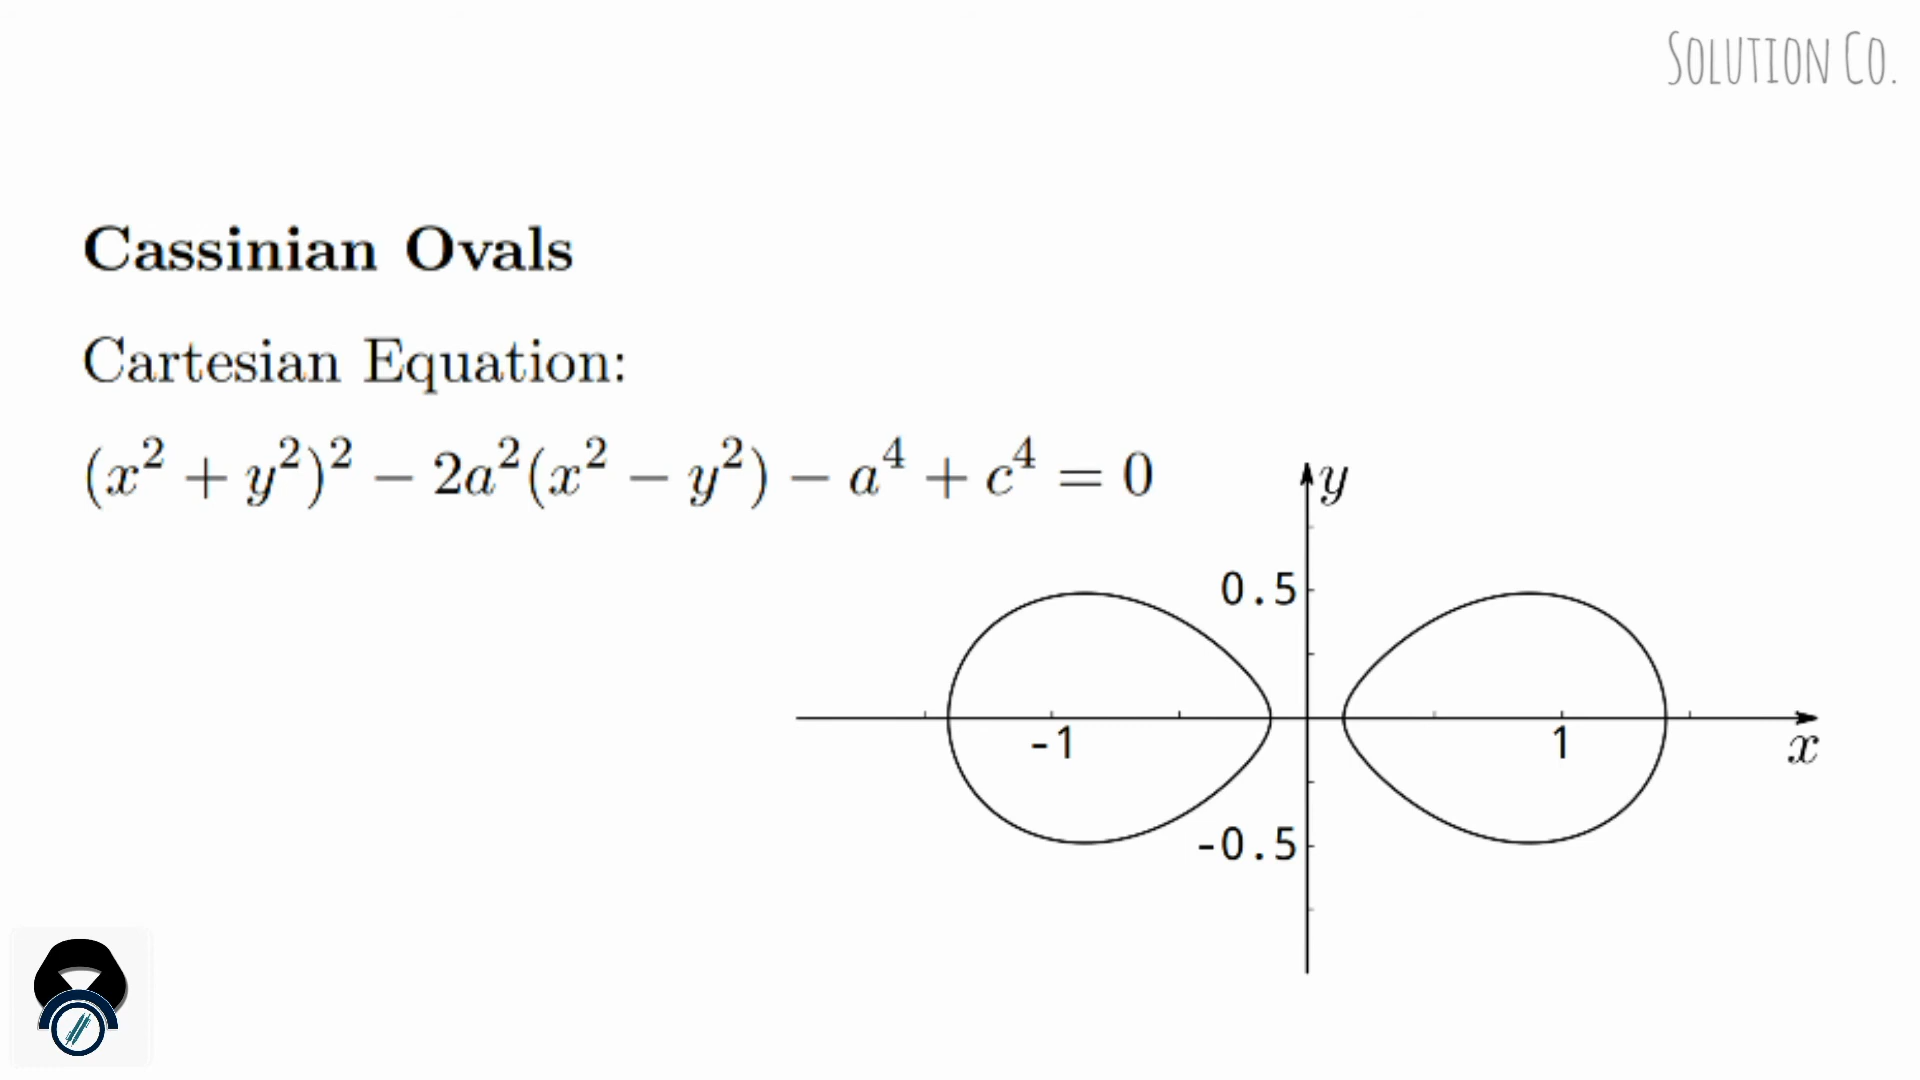 Solution Co.
Cassinian Ovals
Cartesian Equation:
(x² + y²)² − 2a²(x² − y²) − a⁴ + c⁴ = 0
y
0.5
-1
1
x
-0.5